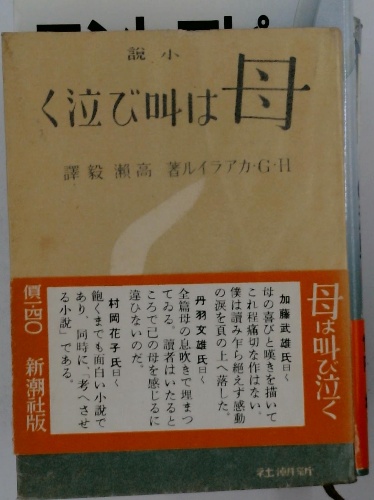 小説
母は叫び泣く
H・G・カアライル著 高瀨毅譯
母は叫び泣く
加藤武雄氏曰く
母の喜びと嘆きを描いて
これ程痛切な作はない。
僕は讀み乍ら絶えず感動
の涙を頁の上へ落した。
丹羽文雄氏曰く
全篇母の息吹きで埋まつ
てゐる。讀者はいたると
ころで己の母を感じるに
違ひないのだ。
村岡花子氏曰く
飽くまでも面白い小説で
あり、同時に、「考へさせ
る小説」である。
價一・四〇 新潮社版
新潮社